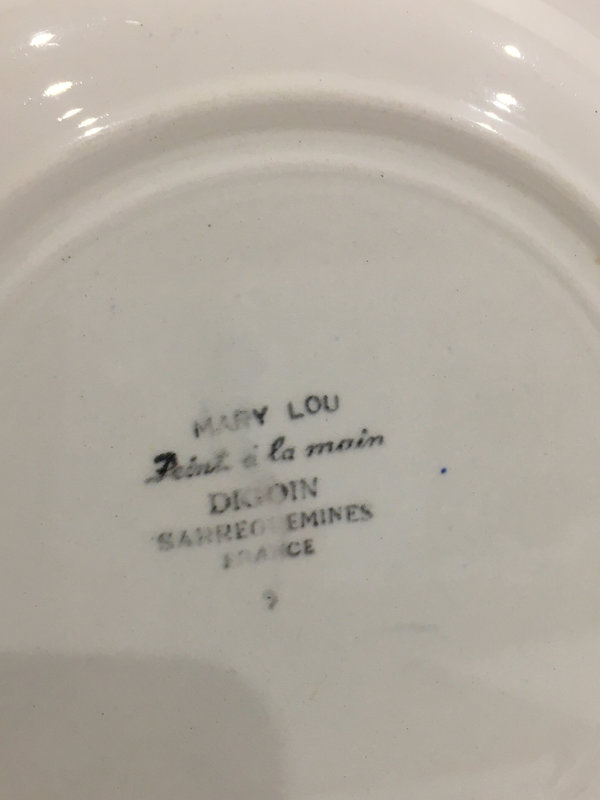 MARY LOU
Peint à la main
DIGOIN
SARREGUEMINES
FRANCE
9